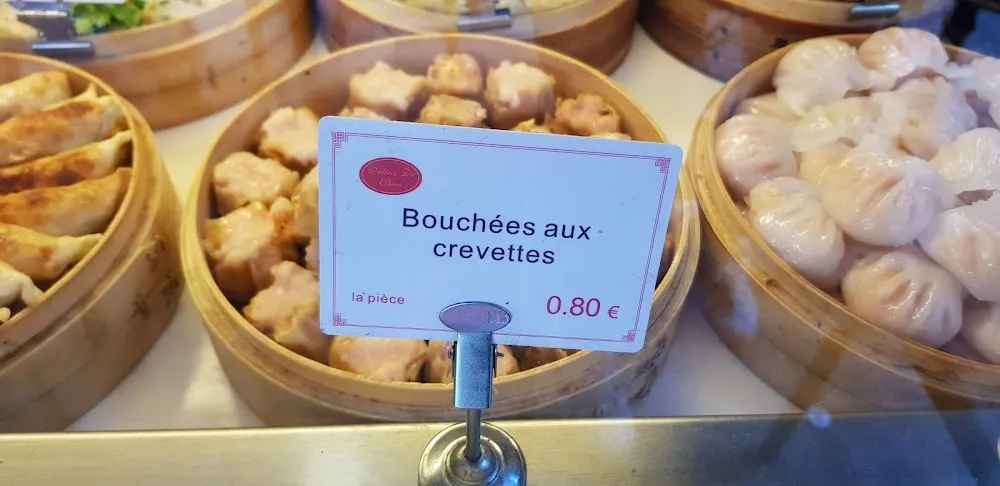 Bouchées aux
crevettes
la pièce
0.80 €